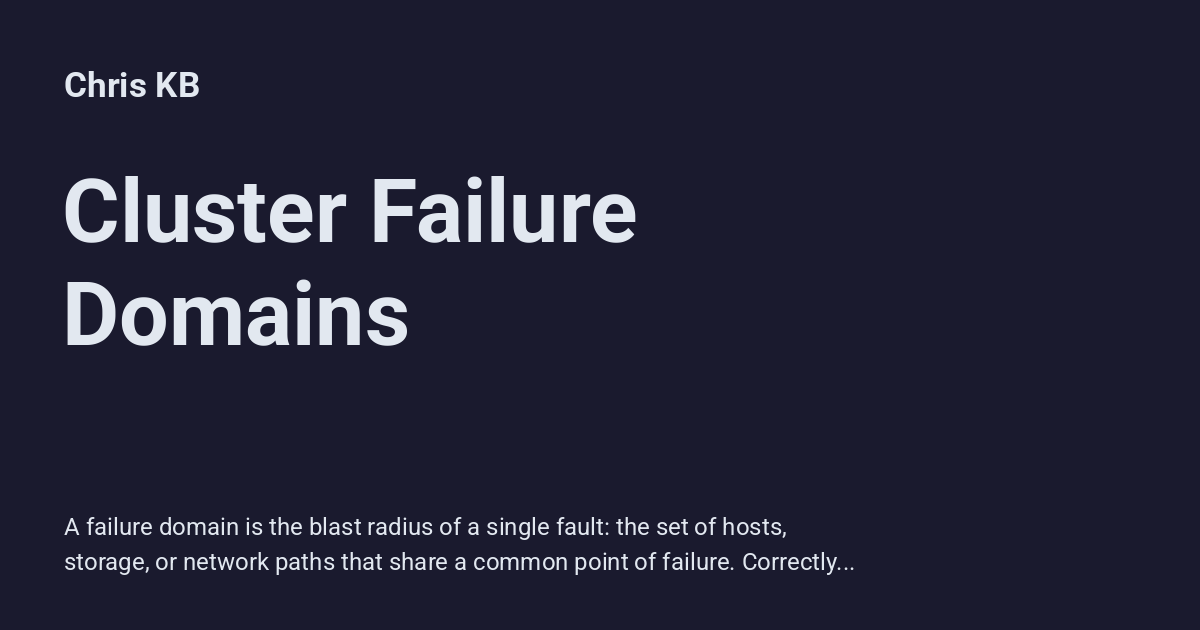 Chris KB
Cluster Failure
Domains
A failure domain is the blast radius of a single fault: the set of hosts,
storage, or network paths that share a common point of failure. Correctly...